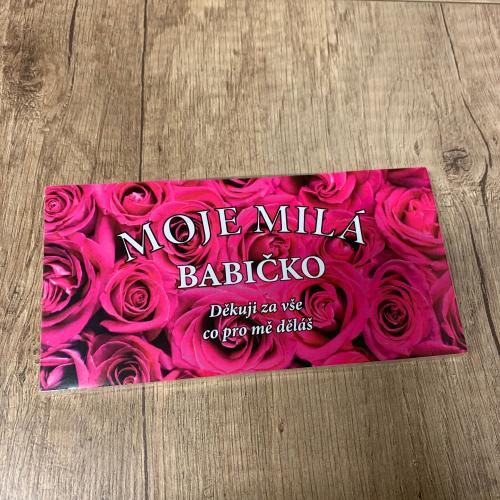 MOJE MILÁ
BABIČKO
Děkuji za vše
co pro mě děláš